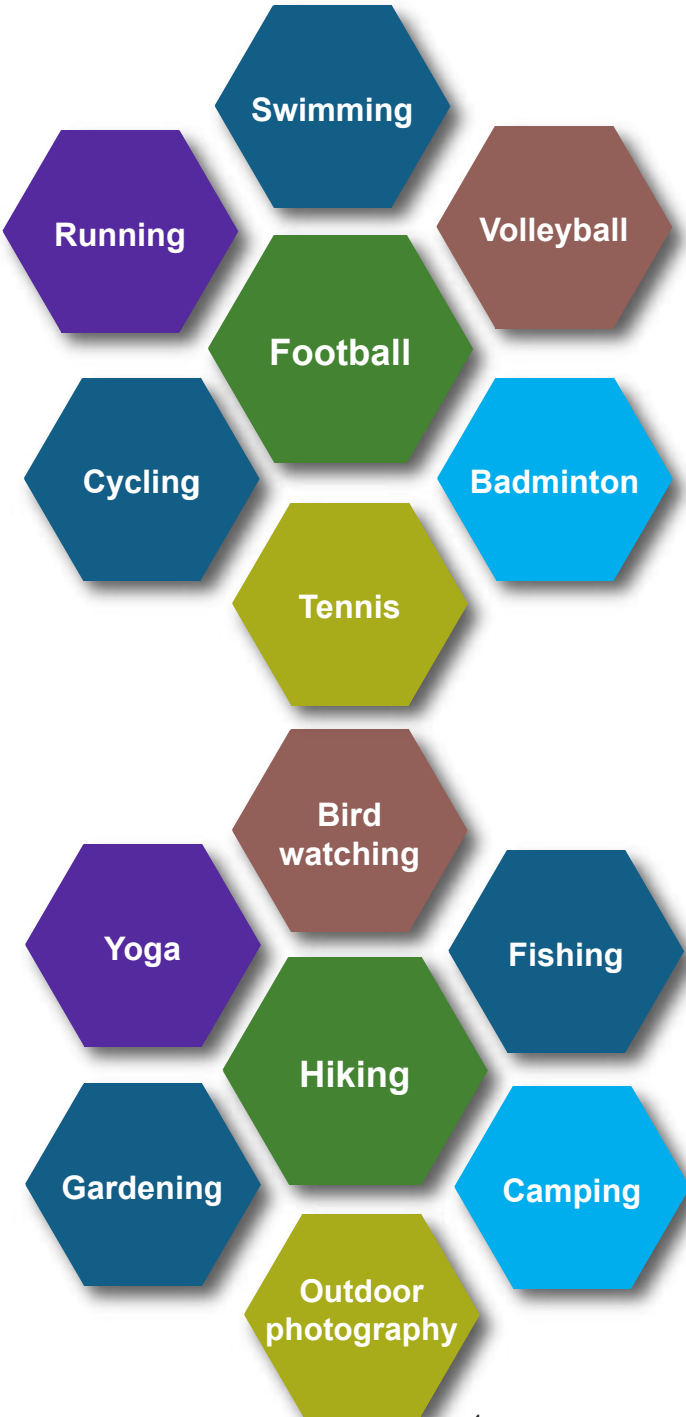 Swimming
Running
Volleyball
Football
Cycling
Badminton
Tennis
Bird
watching
Yoga
Fishing
Hiking
Gardening
Camping
Outdoor
photography